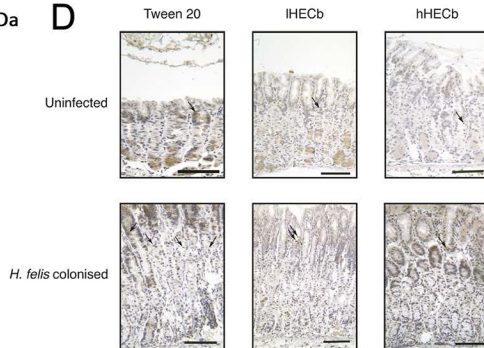 Da
D
Tween 20 lHECb hHECb
Uninfected
H. felis colonised